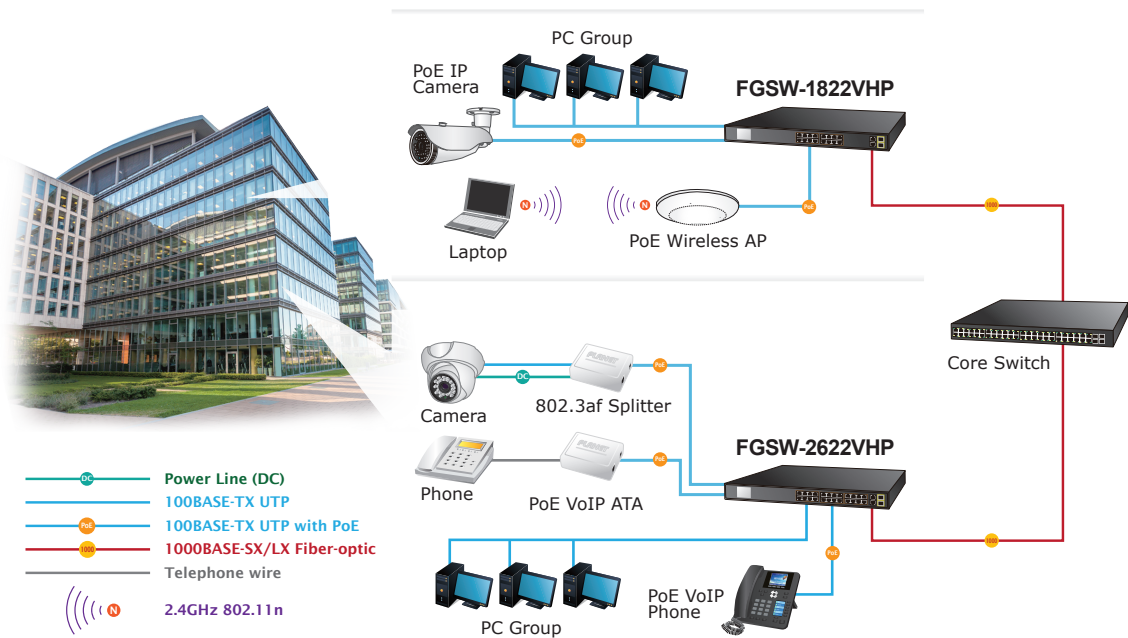 PC Group
PoE IP
Camera
FGSW-1822VHP
PoE
N
N
PoE
1000
Laptop
PoE Wireless AP
Core Switch
PLANET
PoE
DC
Camera
802.3af Splitter
PLANET
PoE
FGSW-2622VHP
Phone
PoE VoIP ATA
1000
PoE
PoE VoIP
Phone
PC Group
DC
Power Line (DC)
100BASE-TX UTP
PoE
100BASE-TX UTP with PoE
1000
1000BASE-SX/LX Fiber-optic
Telephone wire
N
2.4GHz 802.11n